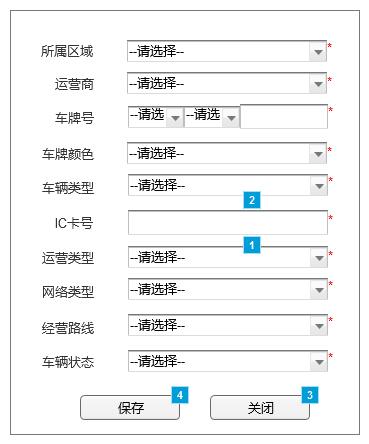 所属区域 --请选择-- *
运营商 --请选择-- *
车牌号 --请选 --请选 *
车牌颜色 --请选择-- *
车辆类型 --请选择-- *
2
IC卡号 *
1
运营类型 --请选择-- *
网络类型 --请选择-- *
经营路线 --请选择-- *
车辆状态 --请选择-- *
保存 4 关闭 3